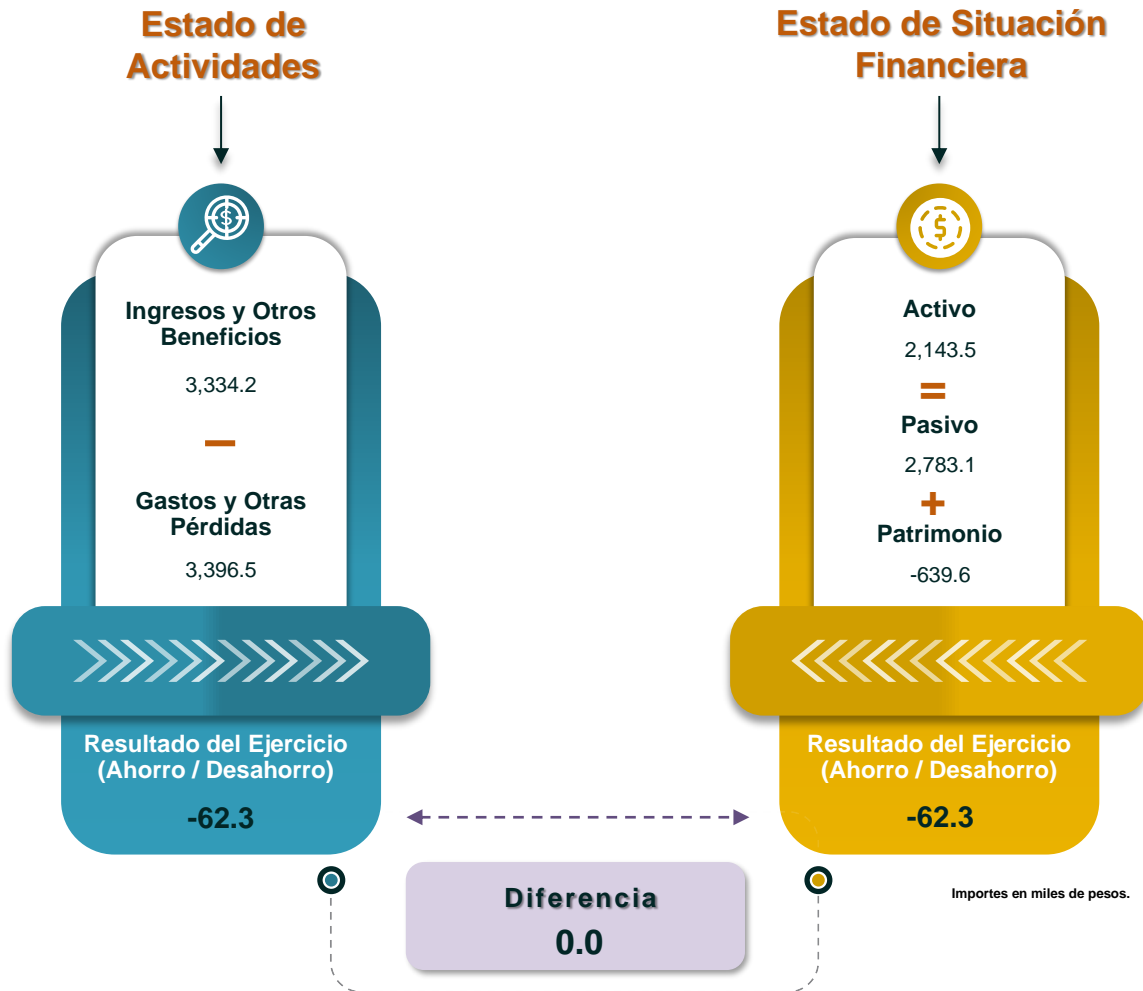 Estado de
Actividades
$
Ingresos y Otros
Beneficios
3,334.2
−
Gastos y Otras
Pérdidas
3,396.5
Resultado del Ejercicio
(Ahorro / Desahorro)
-62.3
Estado de Situación
Financiera
$
Activo
2,143.5
=
Pasivo
2,783.1
+
Patrimonio
-639.6
Resultado del Ejercicio
(Ahorro / Desahorro)
-62.3
Diferencia
0.0
Importes en miles de pesos.